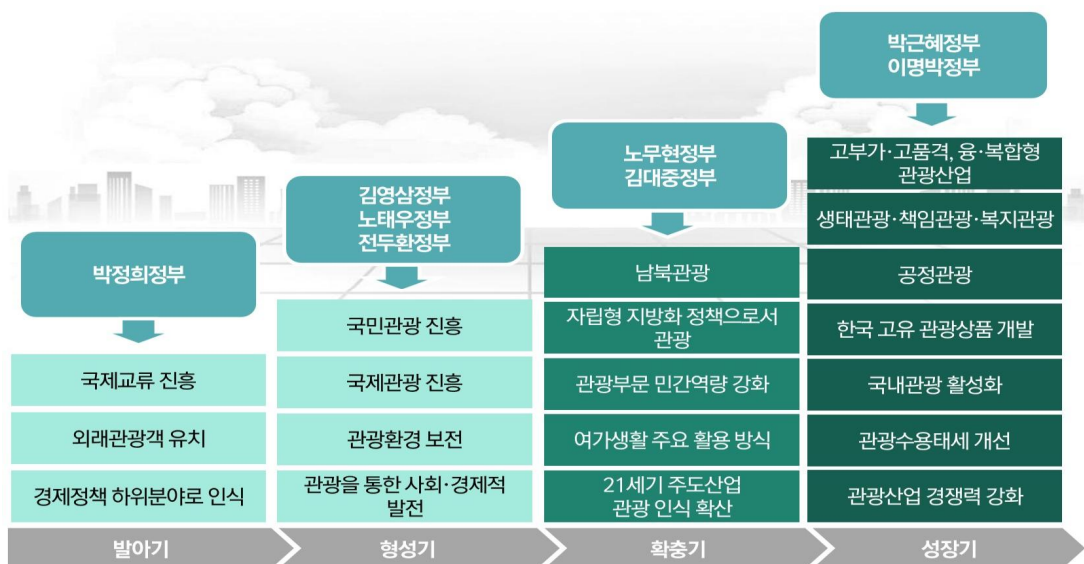 박정희정부
국제교류 진흥
외래관광객 유치
경제정책 하위분야로 인식
발아기
김영삼정부
노태우정부
전두환정부
국민관광 진흥
국제관광 진흥
관광환경 보전
관광을 통한 사회·경제적
발전
형성기
노무현정부
김대중정부
남북관광
자립형 지방화 정책으로서
관광
관광부문 민간역량 강화
여가생활 주요 활용 방식
21세기 주도산업
관광 인식 확산
확충기
박근혜정부
이명박정부
고부가·고품격, 융·복합형
관광산업
생태관광·책임관광·복지관광
공정관광
한국 고유 관광상품 개발
국내관광 활성화
관광수용태세 개선
관광산업 경쟁력 강화
성장기